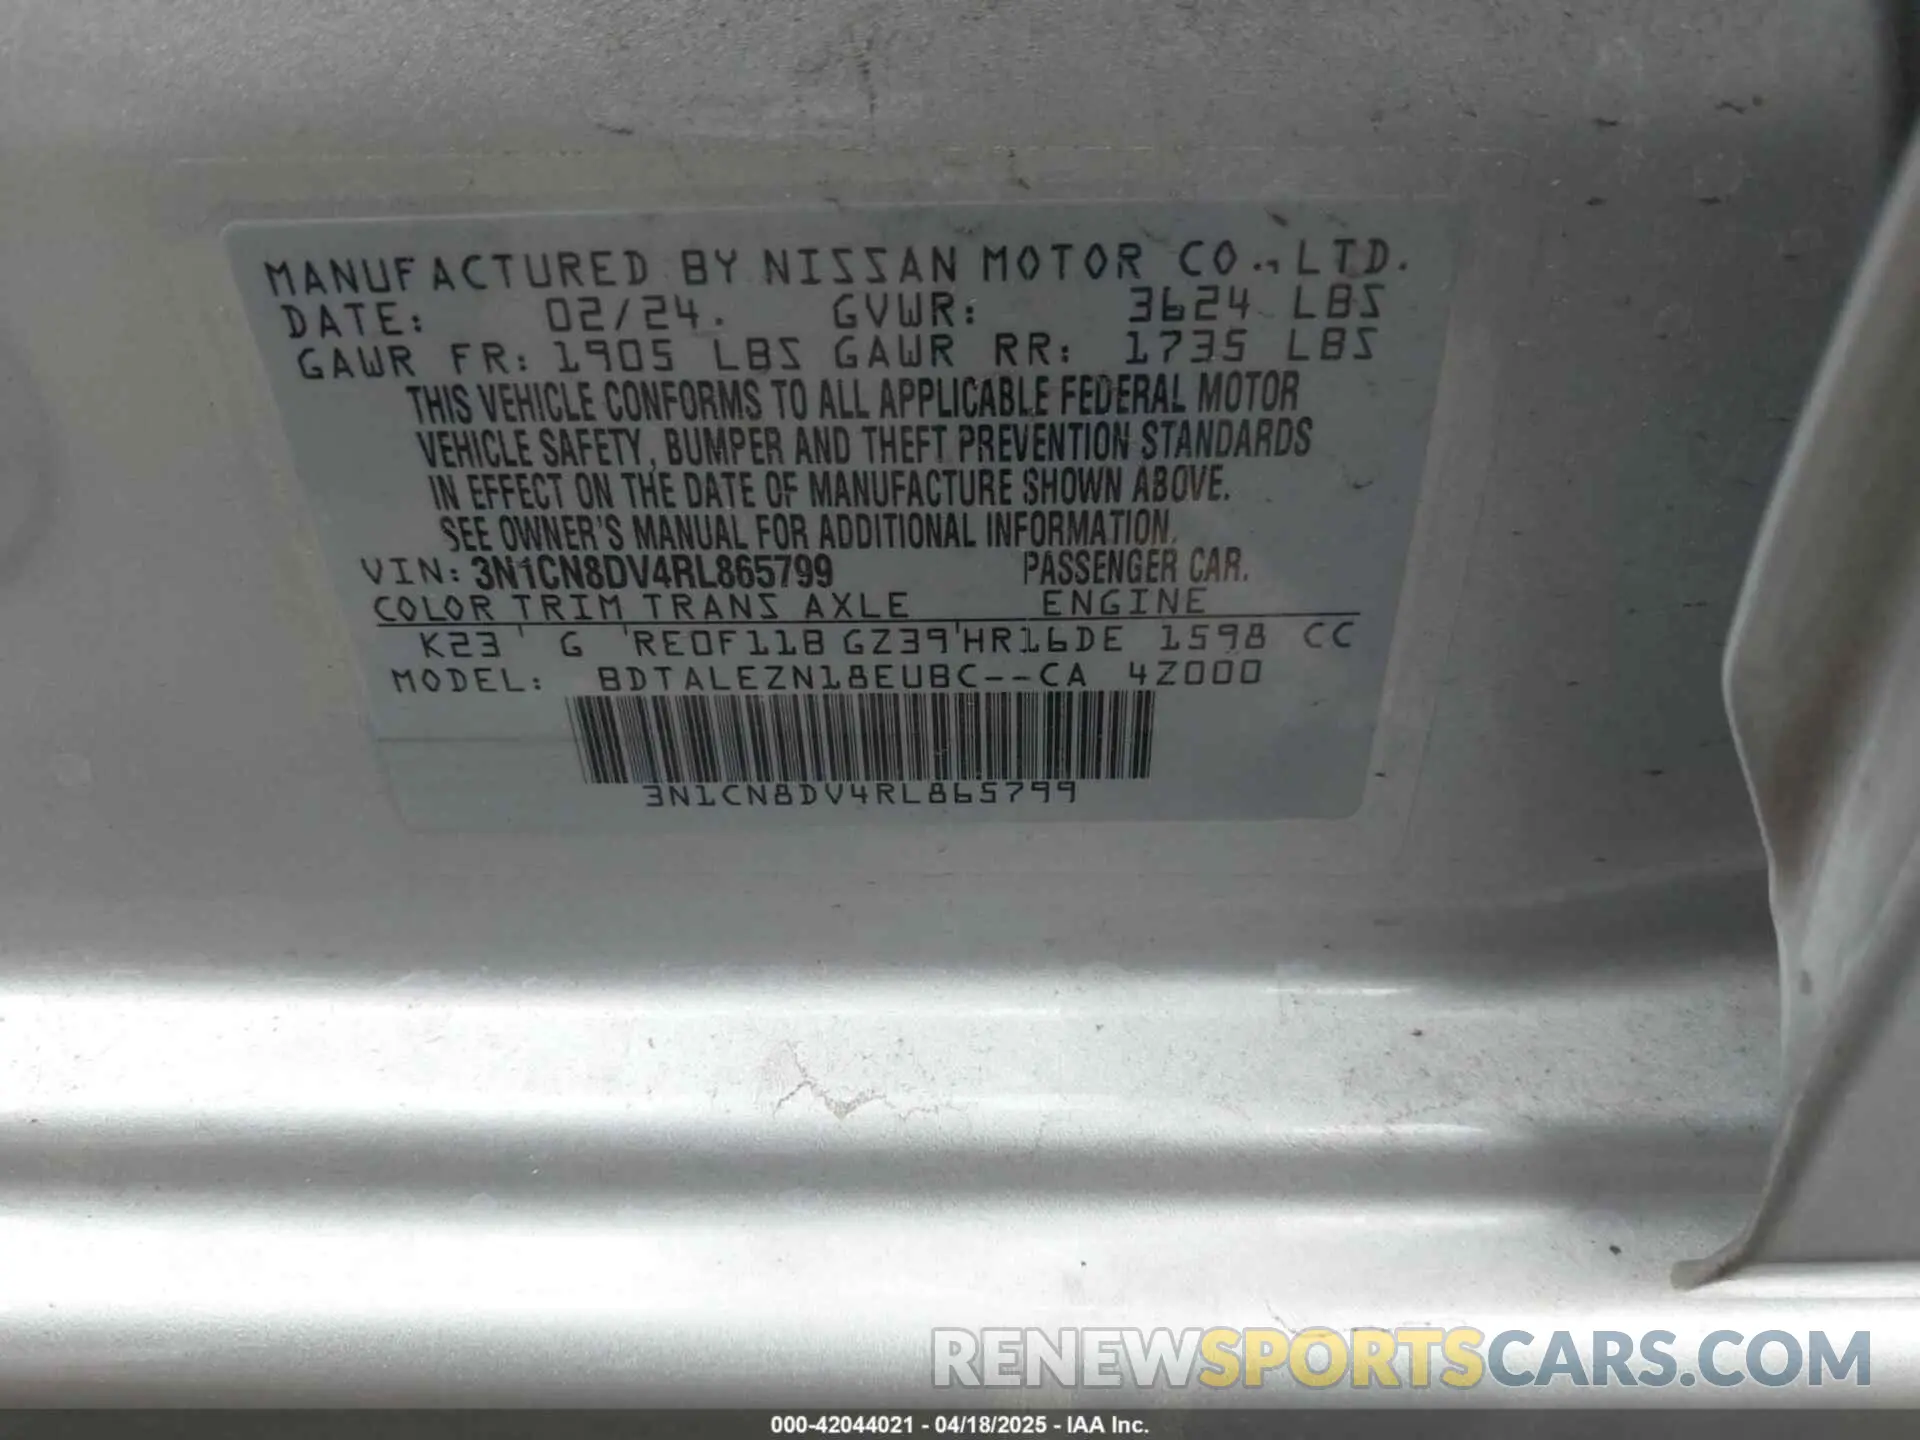 MANUFACTURED BY NISSAN MOTOR CO., LTD.
DATE: 02/24. GVWR: 3624 LBS
GAWR FR: 1905 LBS GAWR RR: 1735 LBS
THIS VEHICLE CONFORMS TO ALL APPLICABLE FEDERAL MOTOR
VEHICLE SAFETY, BUMPER AND THEFT PREVENTION STANDARDS
IN EFFECT ON THE DATE OF MANUFACTURE SHOWN ABOVE.
SEE OWNER'S MANUAL FOR ADDITIONAL INFORMATION.
VIN: 3N1CN8DV4RL865799 PASSENGER CAR.
COLOR TRIM TRANS AXLE ENGINE
K23 ' G 'RE0F11B GZ39'HR16DE 1598 CC
MODEL: BDTALEZN18EUBC--CA 4Z000
3N1CN8DV4RL865799
RENEWSPORTSCARS.COM
000-42044021 - 04/18/2025 - IAA Inc.